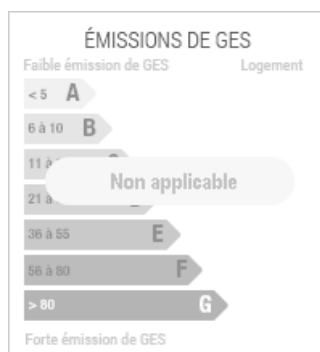 ÉMISSIONS DE GES
Faible émission de GES Logement
< 5 A
6 à 10 B
11 à
Non applicable
21 à
36 à 55 E
56 à 80 F
> 80 G
Forte émission de GES